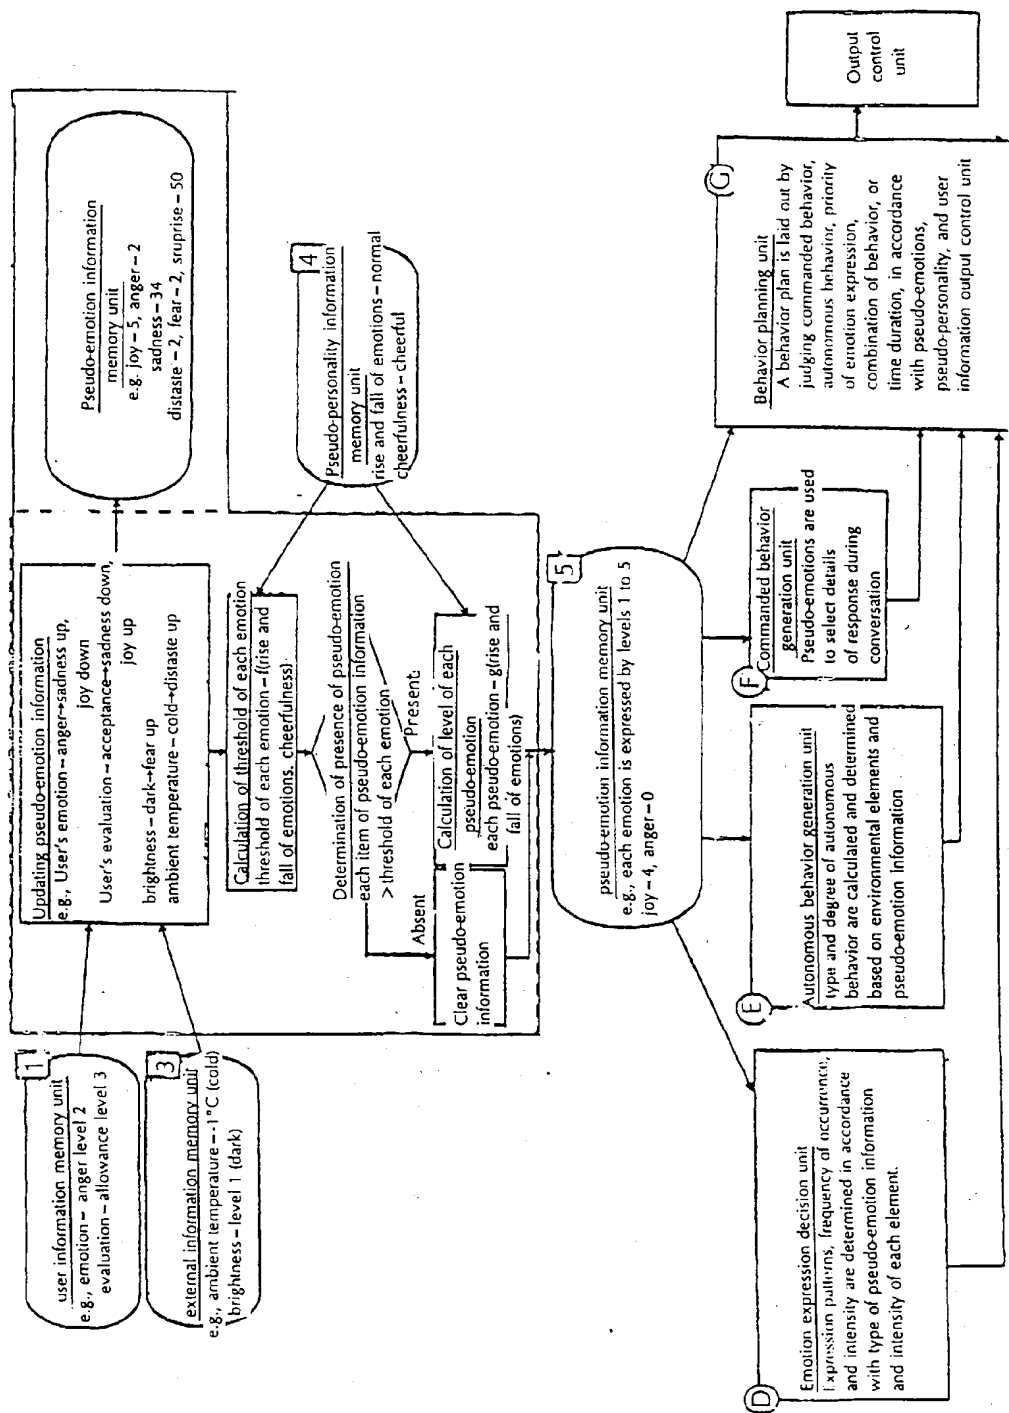 1
user information memory unit
e.g., emotion – anger level 2
evaluation – allowance level 3
3
external information memory unit
e.g., ambient temperature – -1°C (cold)
brightness – level 1 (dark)
Updating pseudo-emotion information
e.g., User's emotion – anger→sadness up,
joy down
User's evaluation – acceptance→sadness down,
joy up
brightness – dark→fear up
ambient temperature – cold→distaste up
Pseudo-emotion information
memory unit
e.g. joy – 5, anger – 2
sadness – 34
distaste – 2, fear – 2, sruprise – 50
Calculation of threshold of each emotion
threshold of each emotion – f(rise and
fall of emotions, cheerfulness)
4
Pseudo-personality information
memory unit
rise and fall of emotions – normal
cheerfulness – cheerful
Determination of presence of pseudo-emotion
each item of pseudo-emotion information
> threshold of each emotion
Absent
Present
Clear pseudo-emotion
information
Calculation of level of each
pseudo-emotion
each pseudo-emotion – g(rise and
fall of emotions)
5
pseudo-emotion information memory unit
e.g., each emotion is expressed by levels 1 to 5
joy – 4, anger – 0
D
Emotion expression decision unit
Expression patterns, frequency of occurrence,
and intensity are determined in accordance
with type of pseudo-emotion information
and intensity of each element.
E
Autonomous behavior generation unit
type and degree of autonomous
behavior are calculated and determined
based on environmental elements and
pseudo-emotion information
F
Commanded behavior
generation unit
Pseudo-emotions are used
to select details
of response during
conversation
G
Behavior planning unit
A behavior plan is laid out by
judging commanded behavior,
autonomous behavior, priority
of emotion expression,
combination of behavior, or
time duration, in accordance
with pseudo-emotions,
pseudo-personality, and user
information output control unit
Output
control
unit